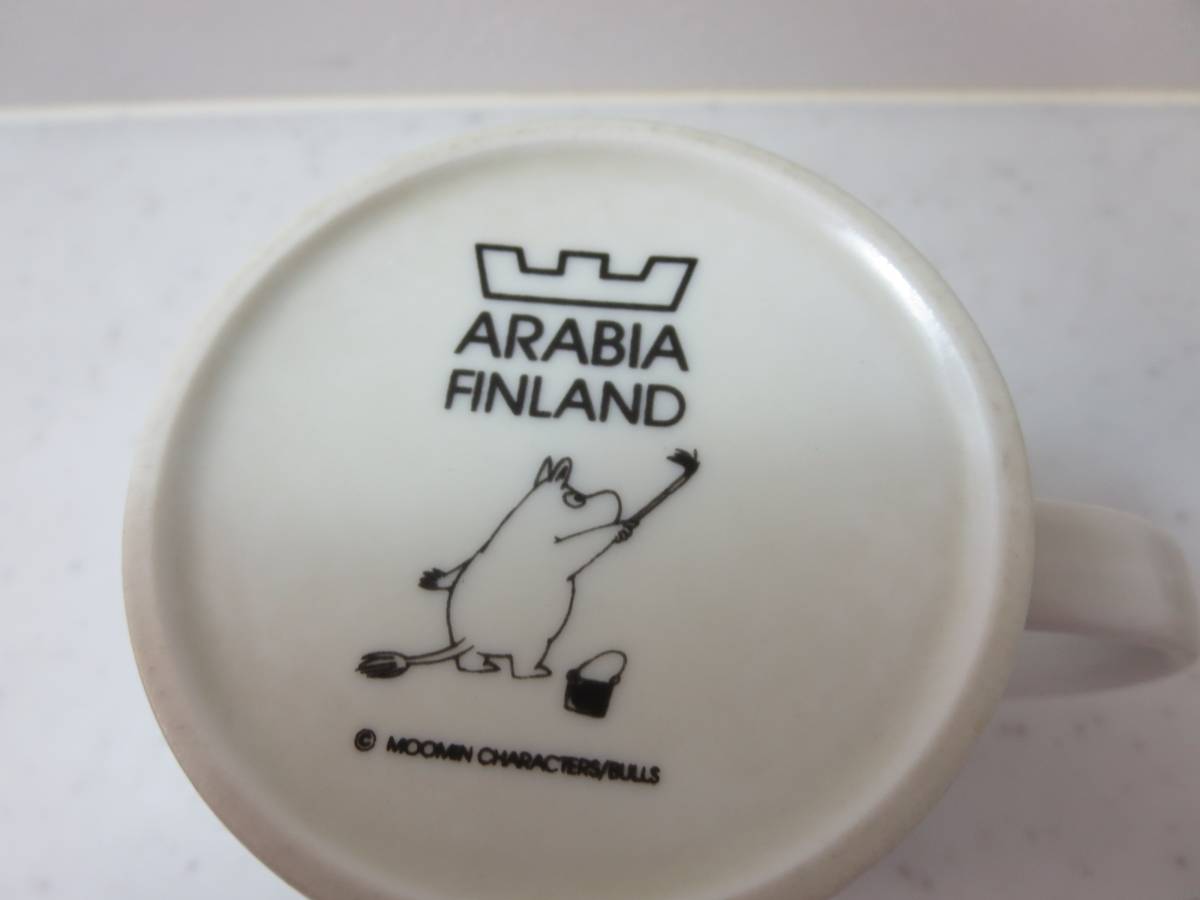 ARABIA
FINLAND
© MOOMIN CHARACTERS/BULLS